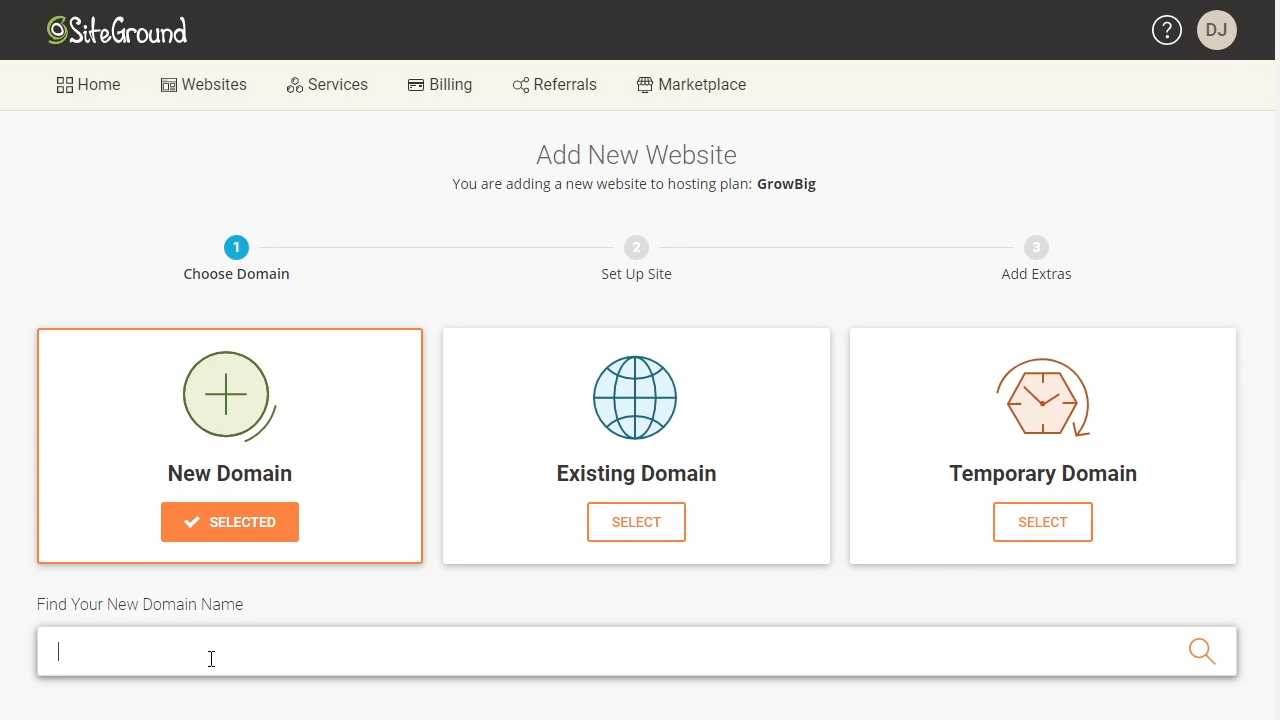 SiteGround
? DJ
Home Websites Services Billing Referrals Marketplace
Add New Website
You are adding a new website to hosting plan: GrowBig
1 2 3
Choose Domain Set Up Site Add Extras
New Domain Existing Domain Temporary Domain
SELECTED SELECT SELECT
Find Your New Domain Name